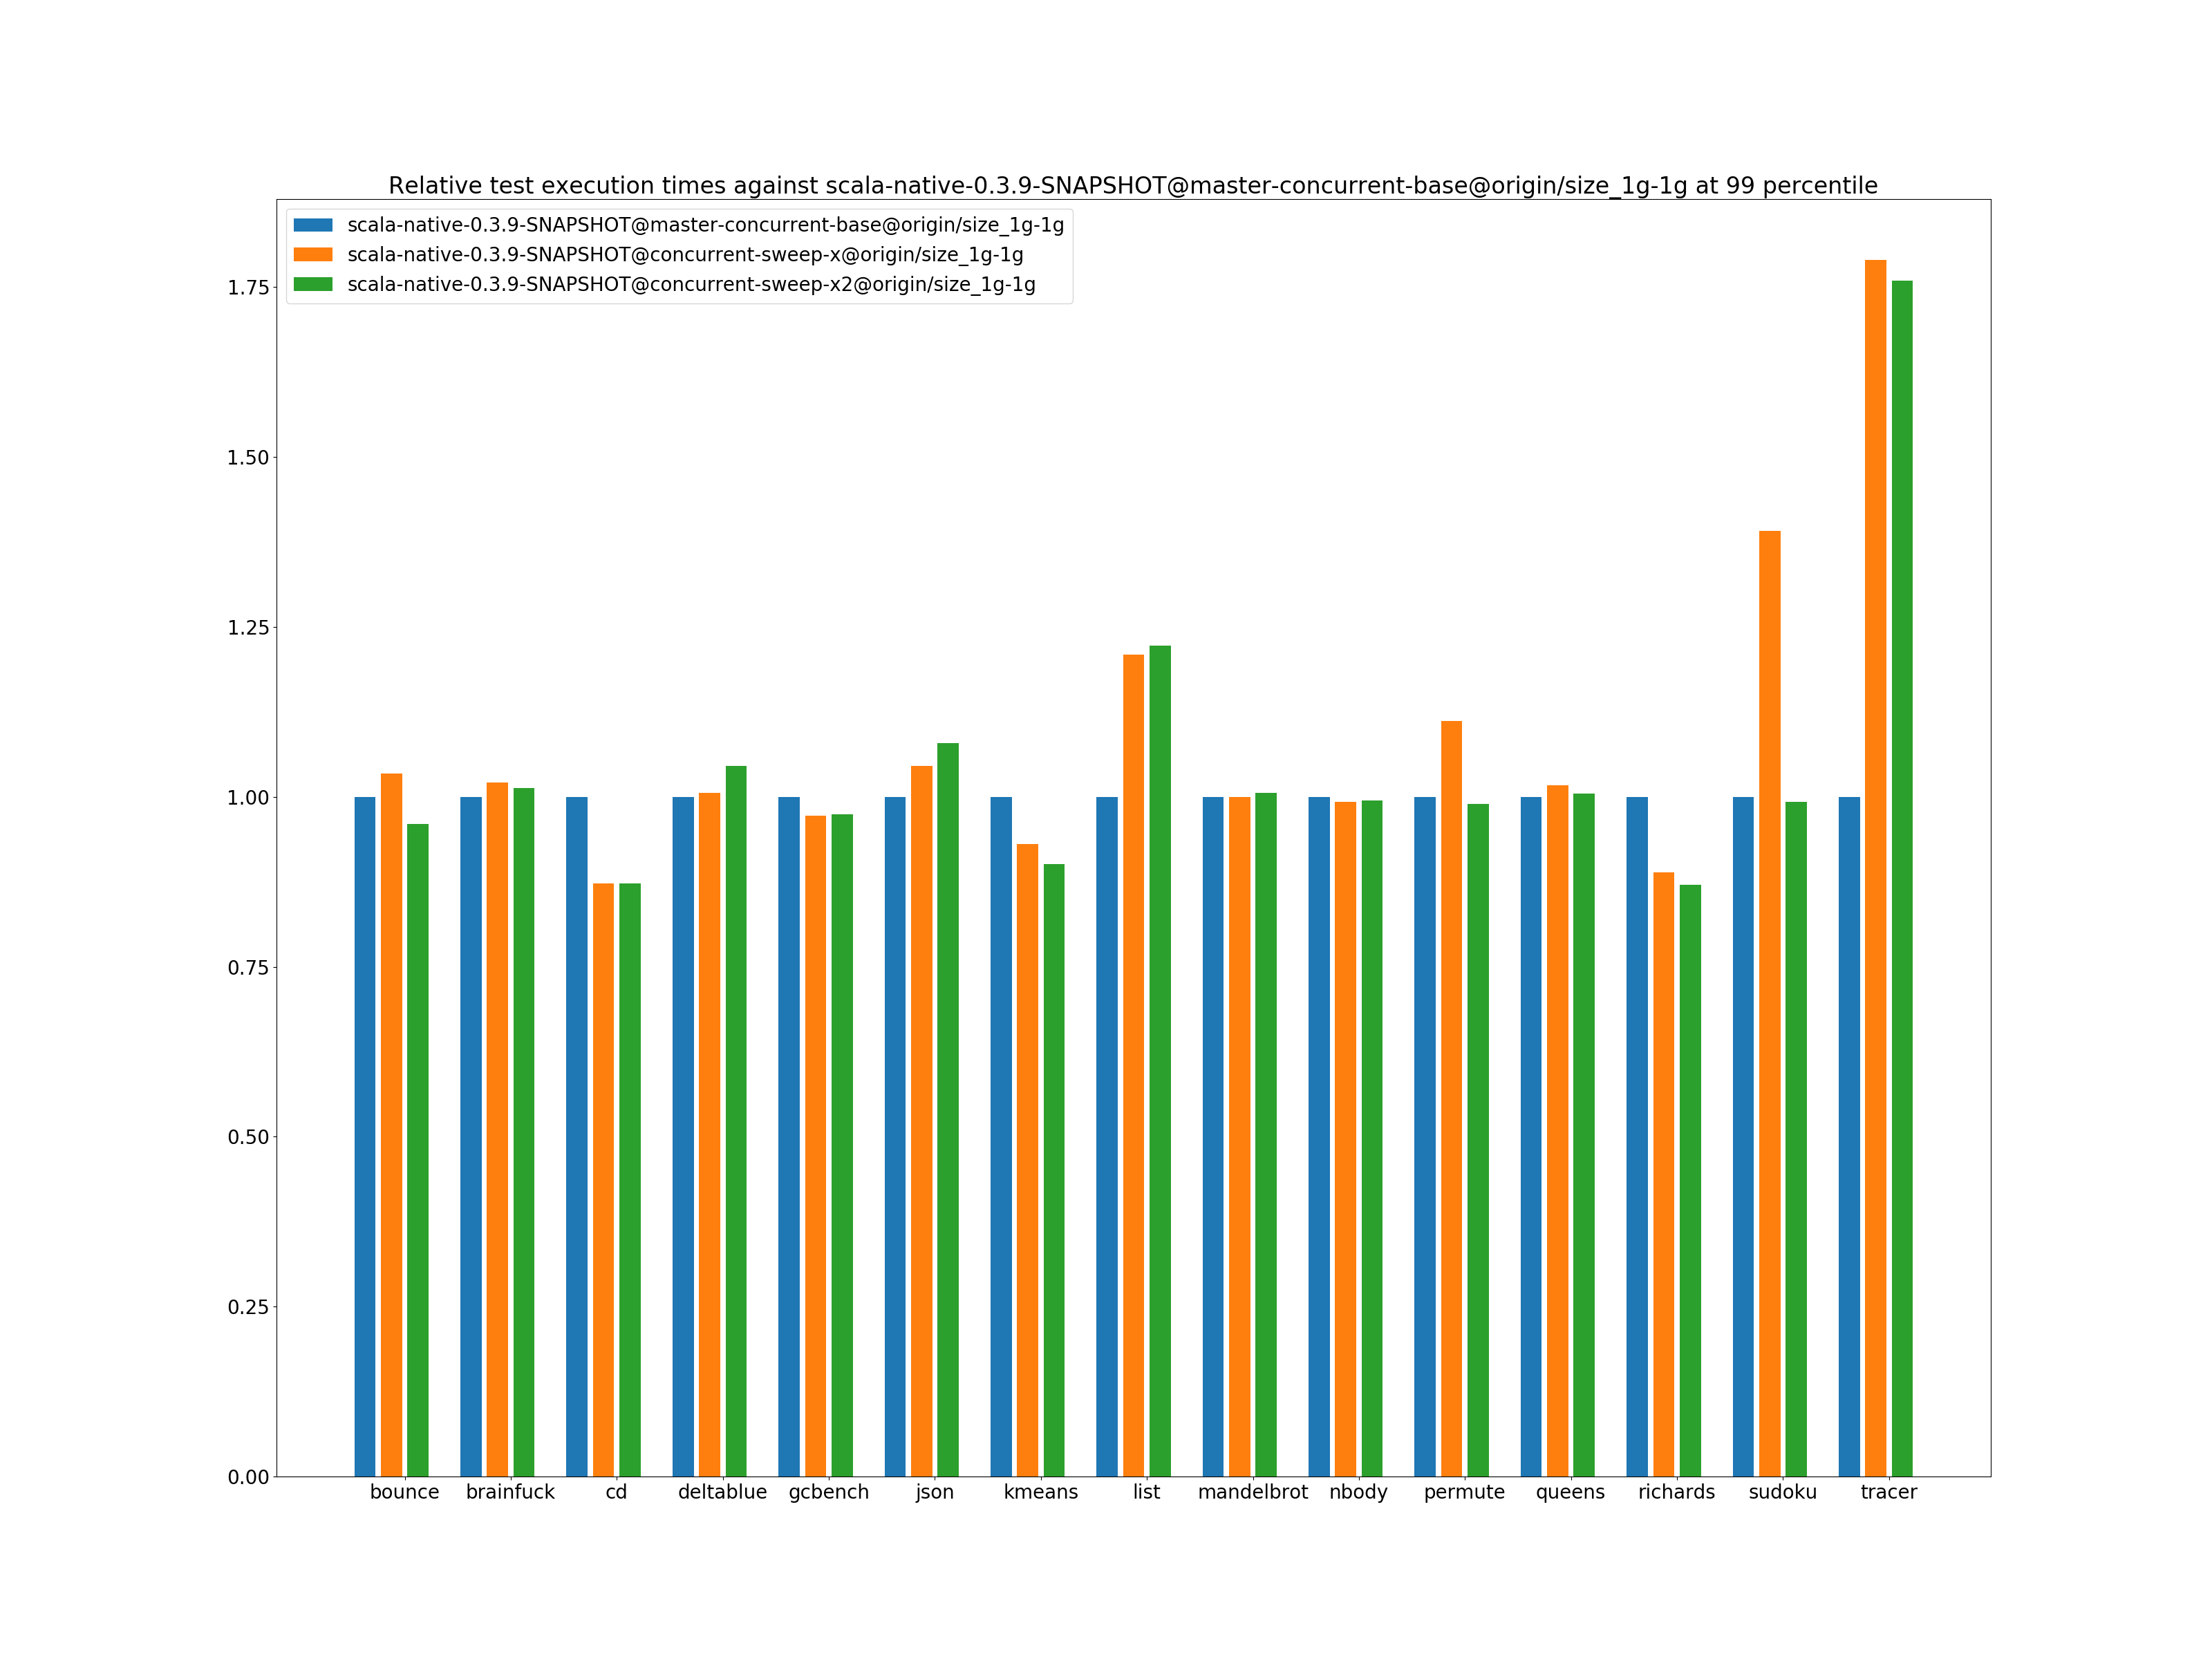 Relative test execution times against scala-native-0.3.9-SNAPSHOT@master-concurrent-base@origin/size_1g-1g at 99 percentile
scala-native-0.3.9-SNAPSHOT@master-concurrent-base@origin/size_1g-1g
scala-native-0.3.9-SNAPSHOT@concurrent-sweep-x@origin/size_1g-1g
scala-native-0.3.9-SNAPSHOT@concurrent-sweep-x2@origin/size_1g-1g
1.75
1.50
1.25
1.00
0.75
0.50
0.25
0.00
bounce brainfuck cd deltablue gcbench json kmeans list mandelbrot nbody permute queens richards sudoku tracer